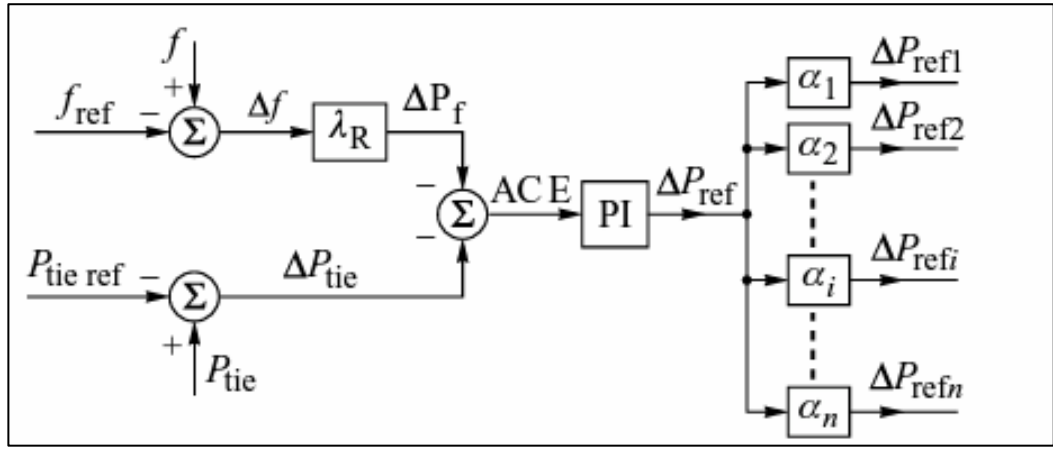 f
+
f_ref
−
Σ
Δf
λ_R
ΔP_f
−
Σ
−
ACE
PI
ΔP_ref
α_1
ΔP_ref1
α_2
ΔP_ref2
α_i
ΔP_refi
α_n
ΔP_refn
P_tie ref
−
Σ
ΔP_tie
+
P_tie